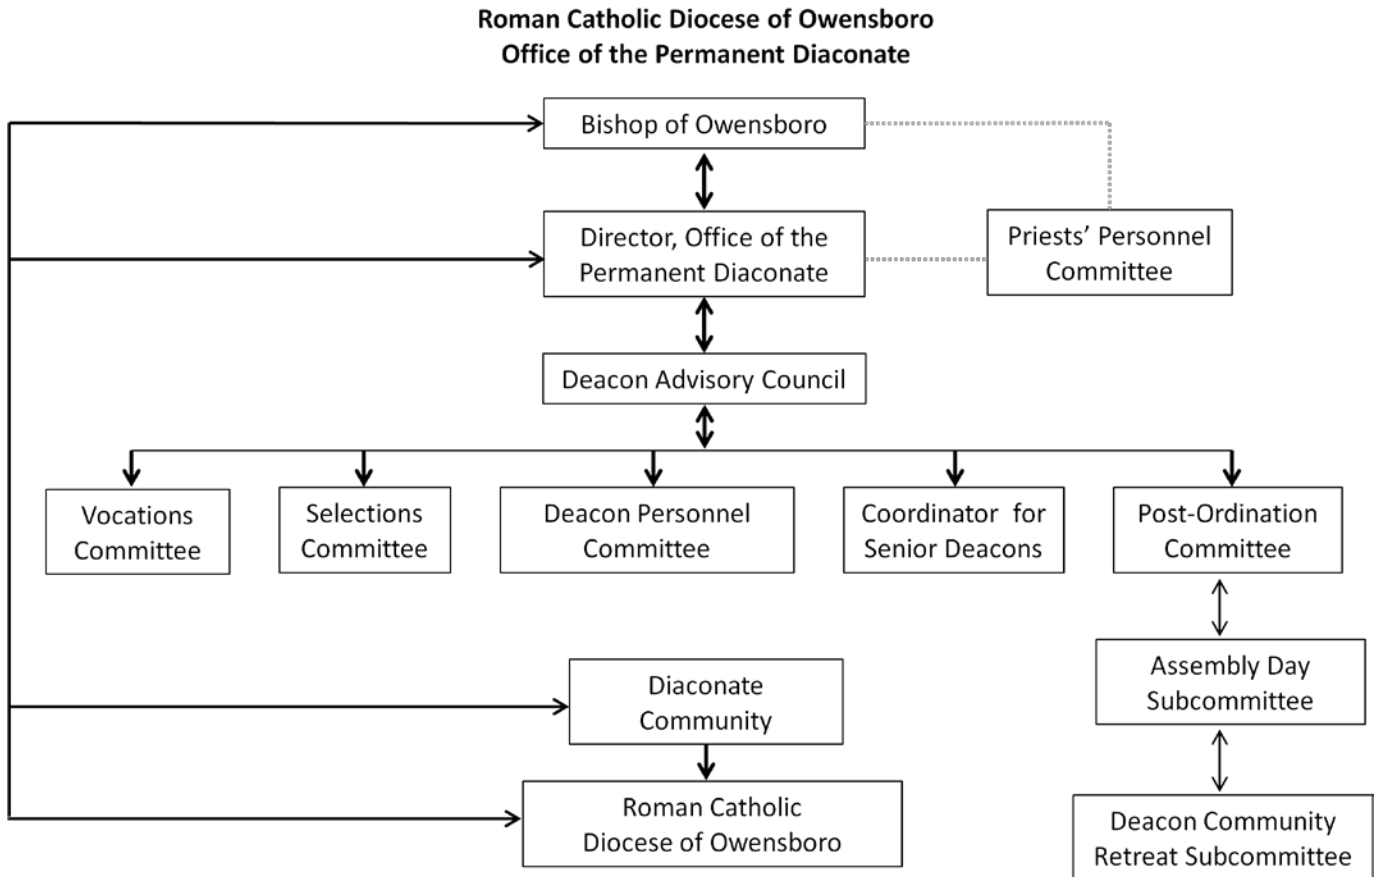 Roman Catholic Diocese of Owensboro
Office of the Permanent Diaconate
Bishop of Owensboro
Director, Office of the
Permanent Diaconate
Priests’ Personnel
Committee
Deacon Advisory Council
Vocations
Committee
Selections
Committee
Deacon Personnel
Committee
Coordinator for
Senior Deacons
Post-Ordination
Committee
Assembly Day
Subcommittee
Diaconate
Community
Roman Catholic
Diocese of Owensboro
Deacon Community
Retreat Subcommittee